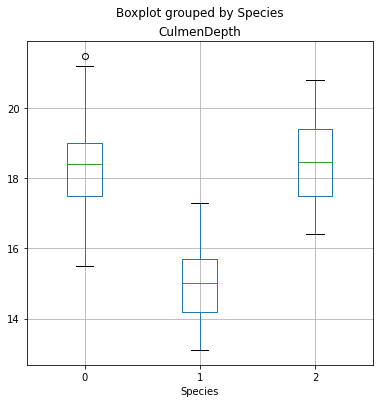 Boxplot grouped by Species
CulmenDepth
20
18
16
14
0 1 2
Species